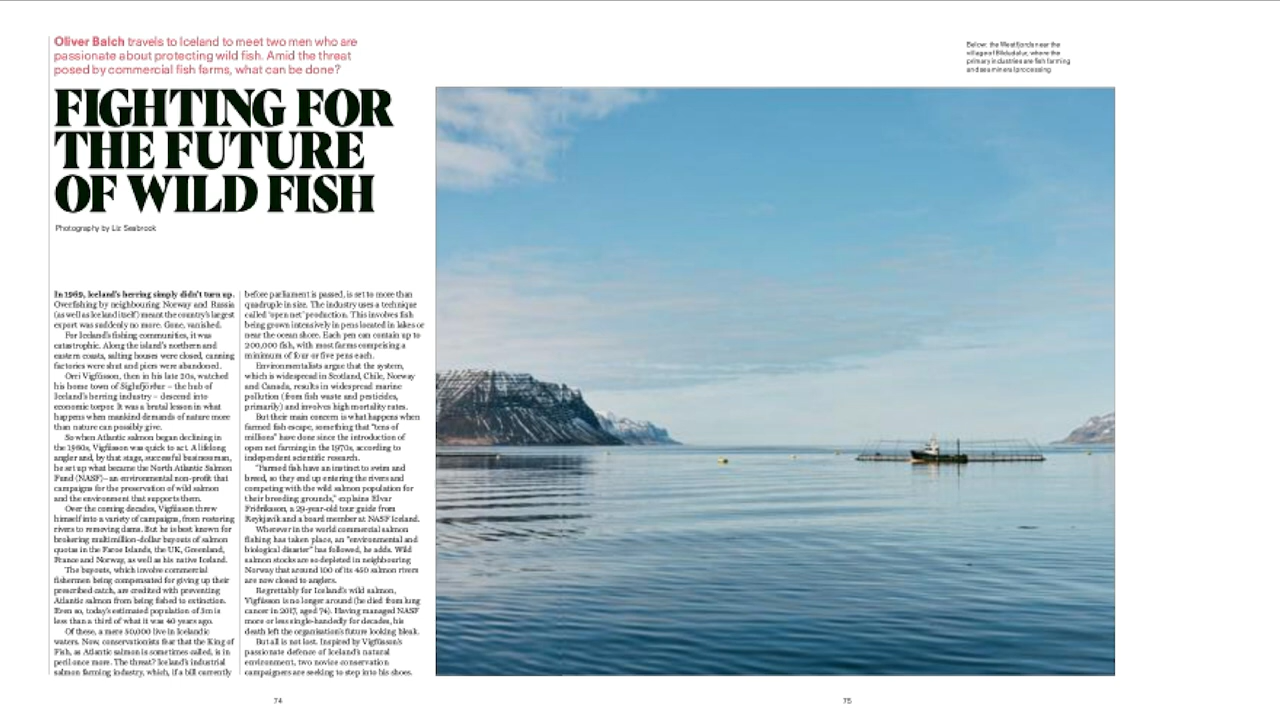 Oliver Balch travels to Iceland to meet two men who are
passionate about protecting wild fish. Amid the threat
posed by commercial fish farms, what can be done?
FIGHTING FOR
THE FUTURE
OF WILD FISH
Photography by Liz Seabrook
In 1969, Iceland's herring simply didn't turn up.
Overfishing by neighbouring Norway and Russia
(as well as Iceland itself) meant the country's largest
export was suddenly no more. Gone, vanished.
For Iceland's fishing communities, it was
catastrophic. Along the island's northern and
eastern coasts, salting houses were closed, canning
factories were shut and piers were abandoned.
Orri Vigfússon, then in his late 20s, watched
his home town of Siglufjörður – the hub of
Iceland's herring industry – descend into
economic torpor. It was a brutal lesson in what
happens when mankind demands of nature more
than nature can possibly give.
So when Atlantic salmon began declining in
the 1980s, Vigfússon was quick to act. A lifelong
angler and, by that stage, successful businessman,
he set up what became the North Atlantic Salmon
Fund (NASF) – an environmental non-profit that
campaigns for the preservation of wild salmon
and the environment that supports them.
Over the coming decades, Vigfússon threw
himself into a variety of campaigns, from restoring
rivers to removing dams. But he is best known for
brokering multimillion-dollar buyouts of salmon
quotas in the Faroe Islands, the UK, Greenland,
France and Norway, as well as his native Iceland.
The buyouts, which involve commercial
fishermen being compensated for giving up their
prescribed catch, are credited with preventing
Atlantic salmon from being fished to extinction.
Even so, today's estimated population of 3m is
less than a third of what it was 40 years ago.
Of these, a mere 50,000 live in Icelandic
waters. Now, conservationists fear that the King of
Fish, as Atlantic salmon is sometimes called, is in
peril once more. The threat? Iceland's industrial
salmon farming industry, which, if a bill currently
before parliament is passed, is set to more than
quadruple in size. The industry uses a technique
called 'open net' production. This involves fish
being grown intensively in pens located in lakes or
near the ocean shore. Each pen can contain up to
200,000 fish, with most farms comprising a
minimum of four or five pens each.
Environmentalists argue that the system,
which is widespread in Scotland, Chile, Norway
and Canada, results in widespread marine
pollution (from fish waste and pesticides,
primarily) and involves high mortality rates.
But their main concern is what happens when
farmed fish escape, something that "tens of
millions" have done since the introduction of
open net farming in the 1970s, according to
independent scientific research.
"Farmed fish have an instinct to swim and
breed, so they end up entering the rivers and
competing with the wild salmon population for
their breeding grounds," explains Elvar
Fridriksson, a 29-year-old tour guide from
Reykjavik and a board member at NASF Iceland.
Wherever in the world commercial salmon
fishing has taken place, an "environmental and
biological disaster" has followed, he adds. Wild
salmon stocks are so depleted in neighbouring
Norway that around 100 of its 450 salmon rivers
are now closed to anglers.
Regrettably for Iceland's wild salmon,
Vigfússon is no longer around (he died from lung
cancer in 2017, aged 74). Having managed NASF
more or less single-handedly for decades, his
death left the organisation's future looking bleak.
But all is not lost. Inspired by Vigfússon's
passionate defence of Iceland's natural
environment, two novice conservation
campaigners are seeking to step into his shoes.
74
Below: the Westfjords near the
village of Bíldudalur, where the
primary industries are fish farming
and sea mineral processing
75